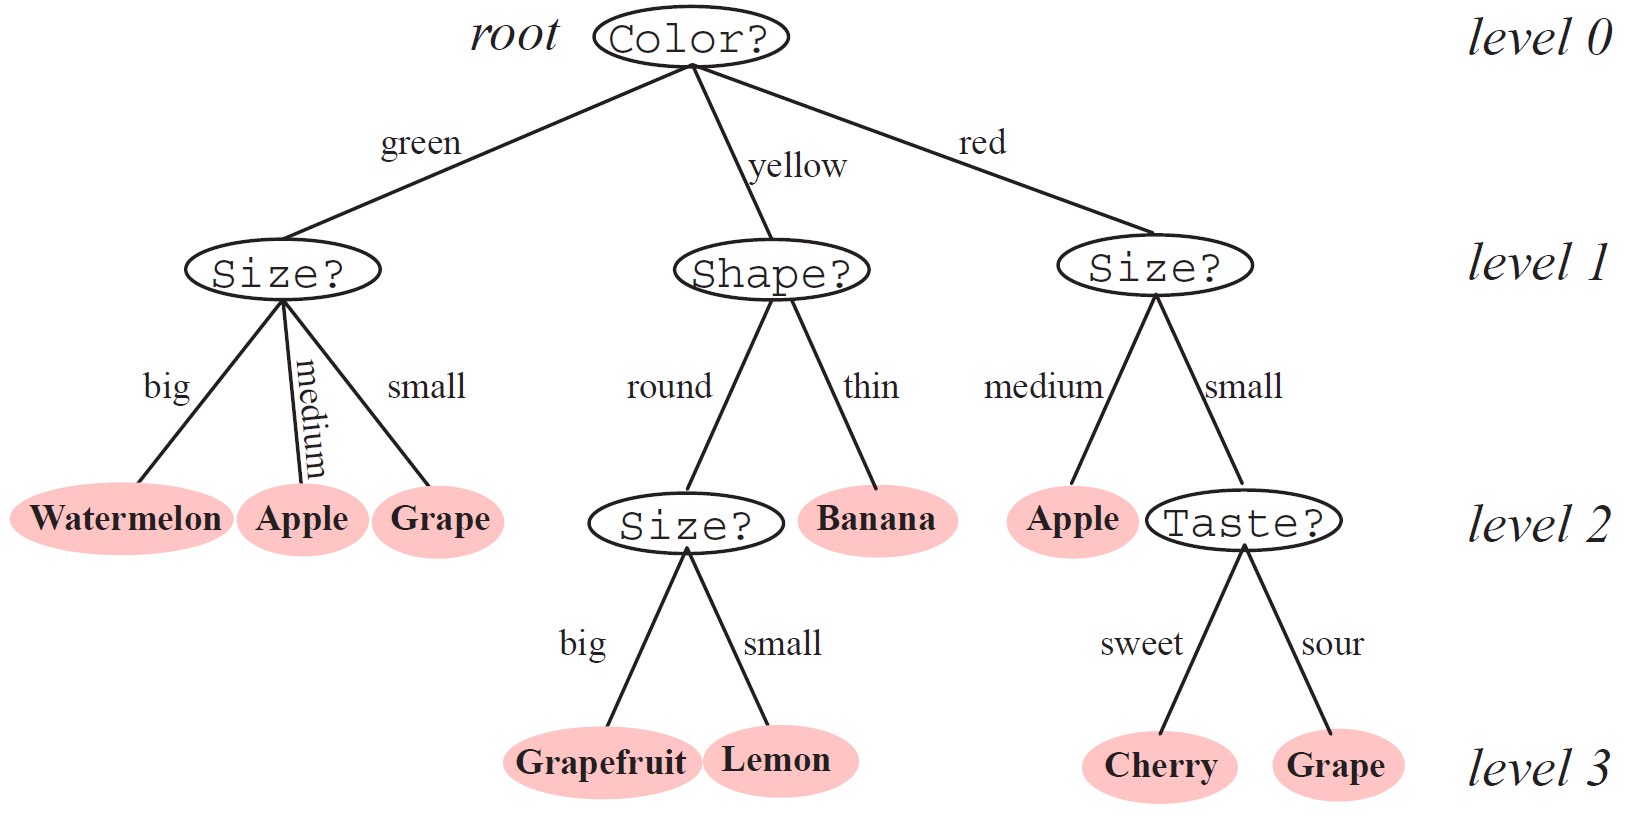 root Color? level 0
green yellow red
Size? Shape? Size? level 1
big medium small round thin medium small
Watermelon Apple Grape Size? Banana Apple Taste? level 2
big small sweet sour
Grapefruit Lemon Cherry Grape level 3